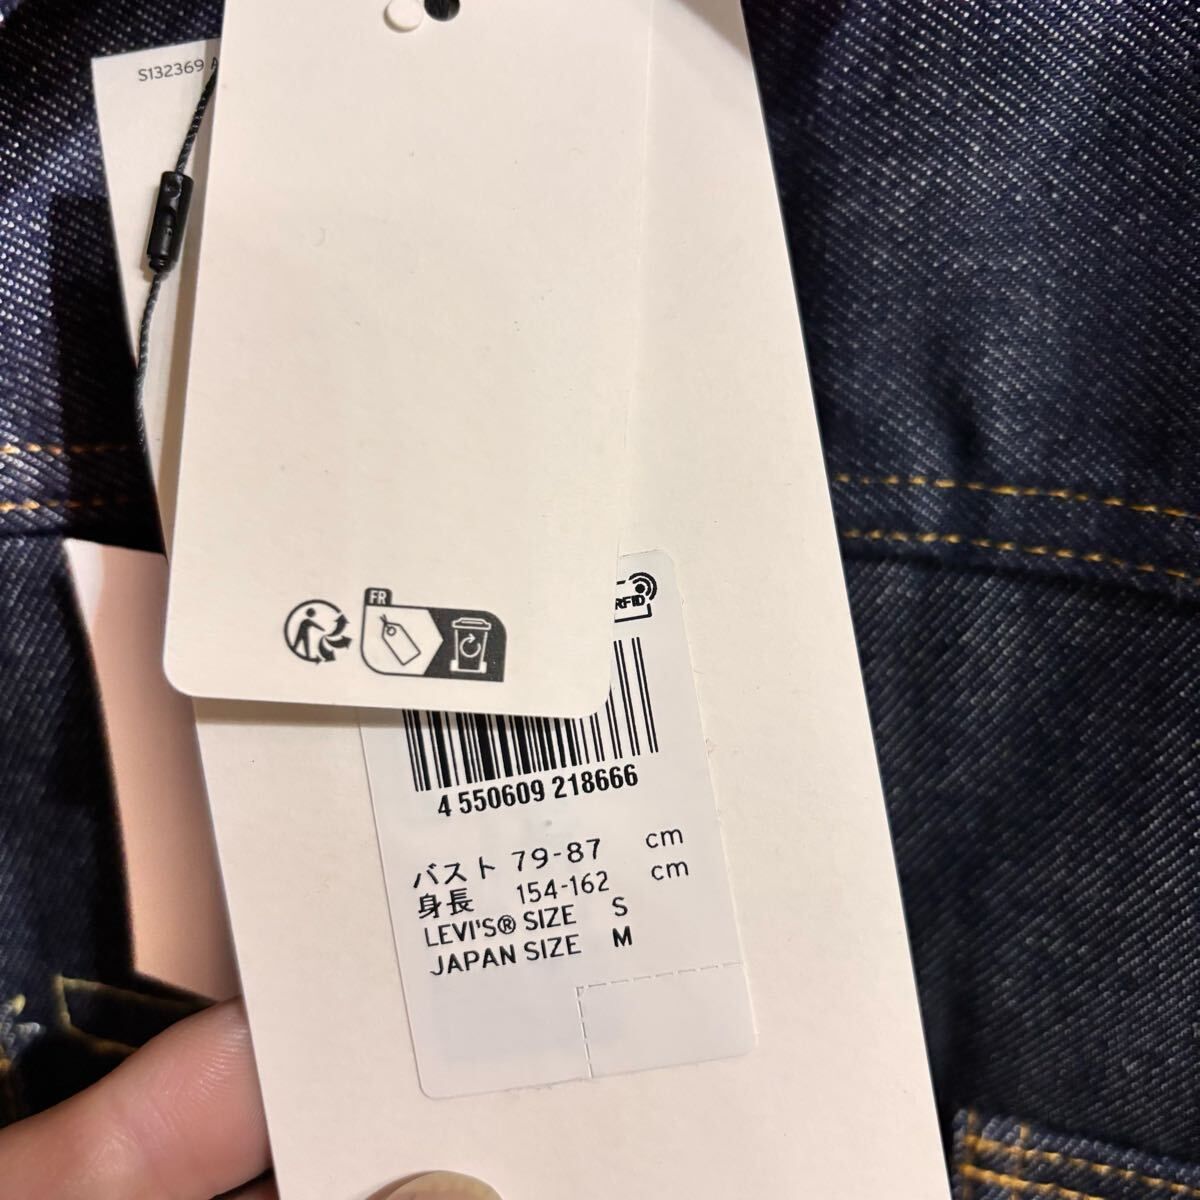 S132369 A
FR
RFID
4 550609 218666
バスト 79-87 cm
身長 154-162 cm
LEVI'S® SIZE S
JAPAN SIZE M